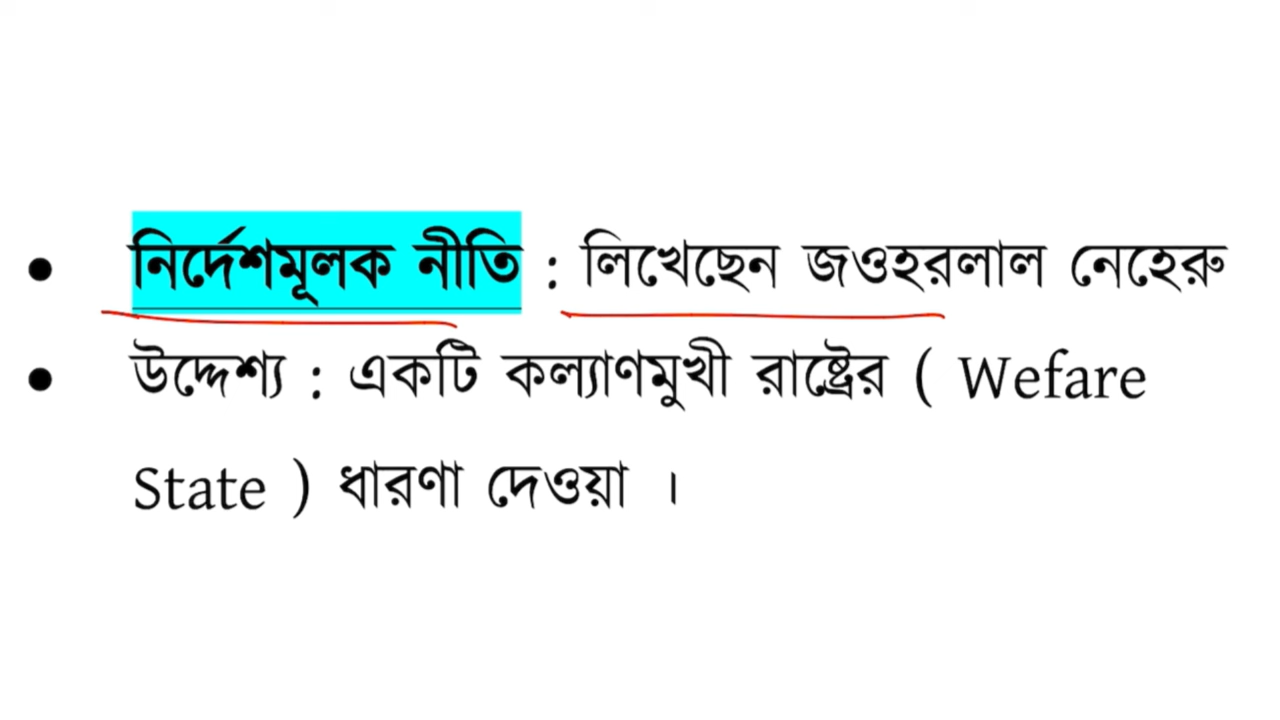 • নির্দেশমূলক নীতি : লিখেছেন জওহরলাল নেহেরু
• উদ্দেশ্য : একটি কল্যাণমুখী রাষ্ট্রের ( Wefare
State ) ধারণা দেওয়া ।